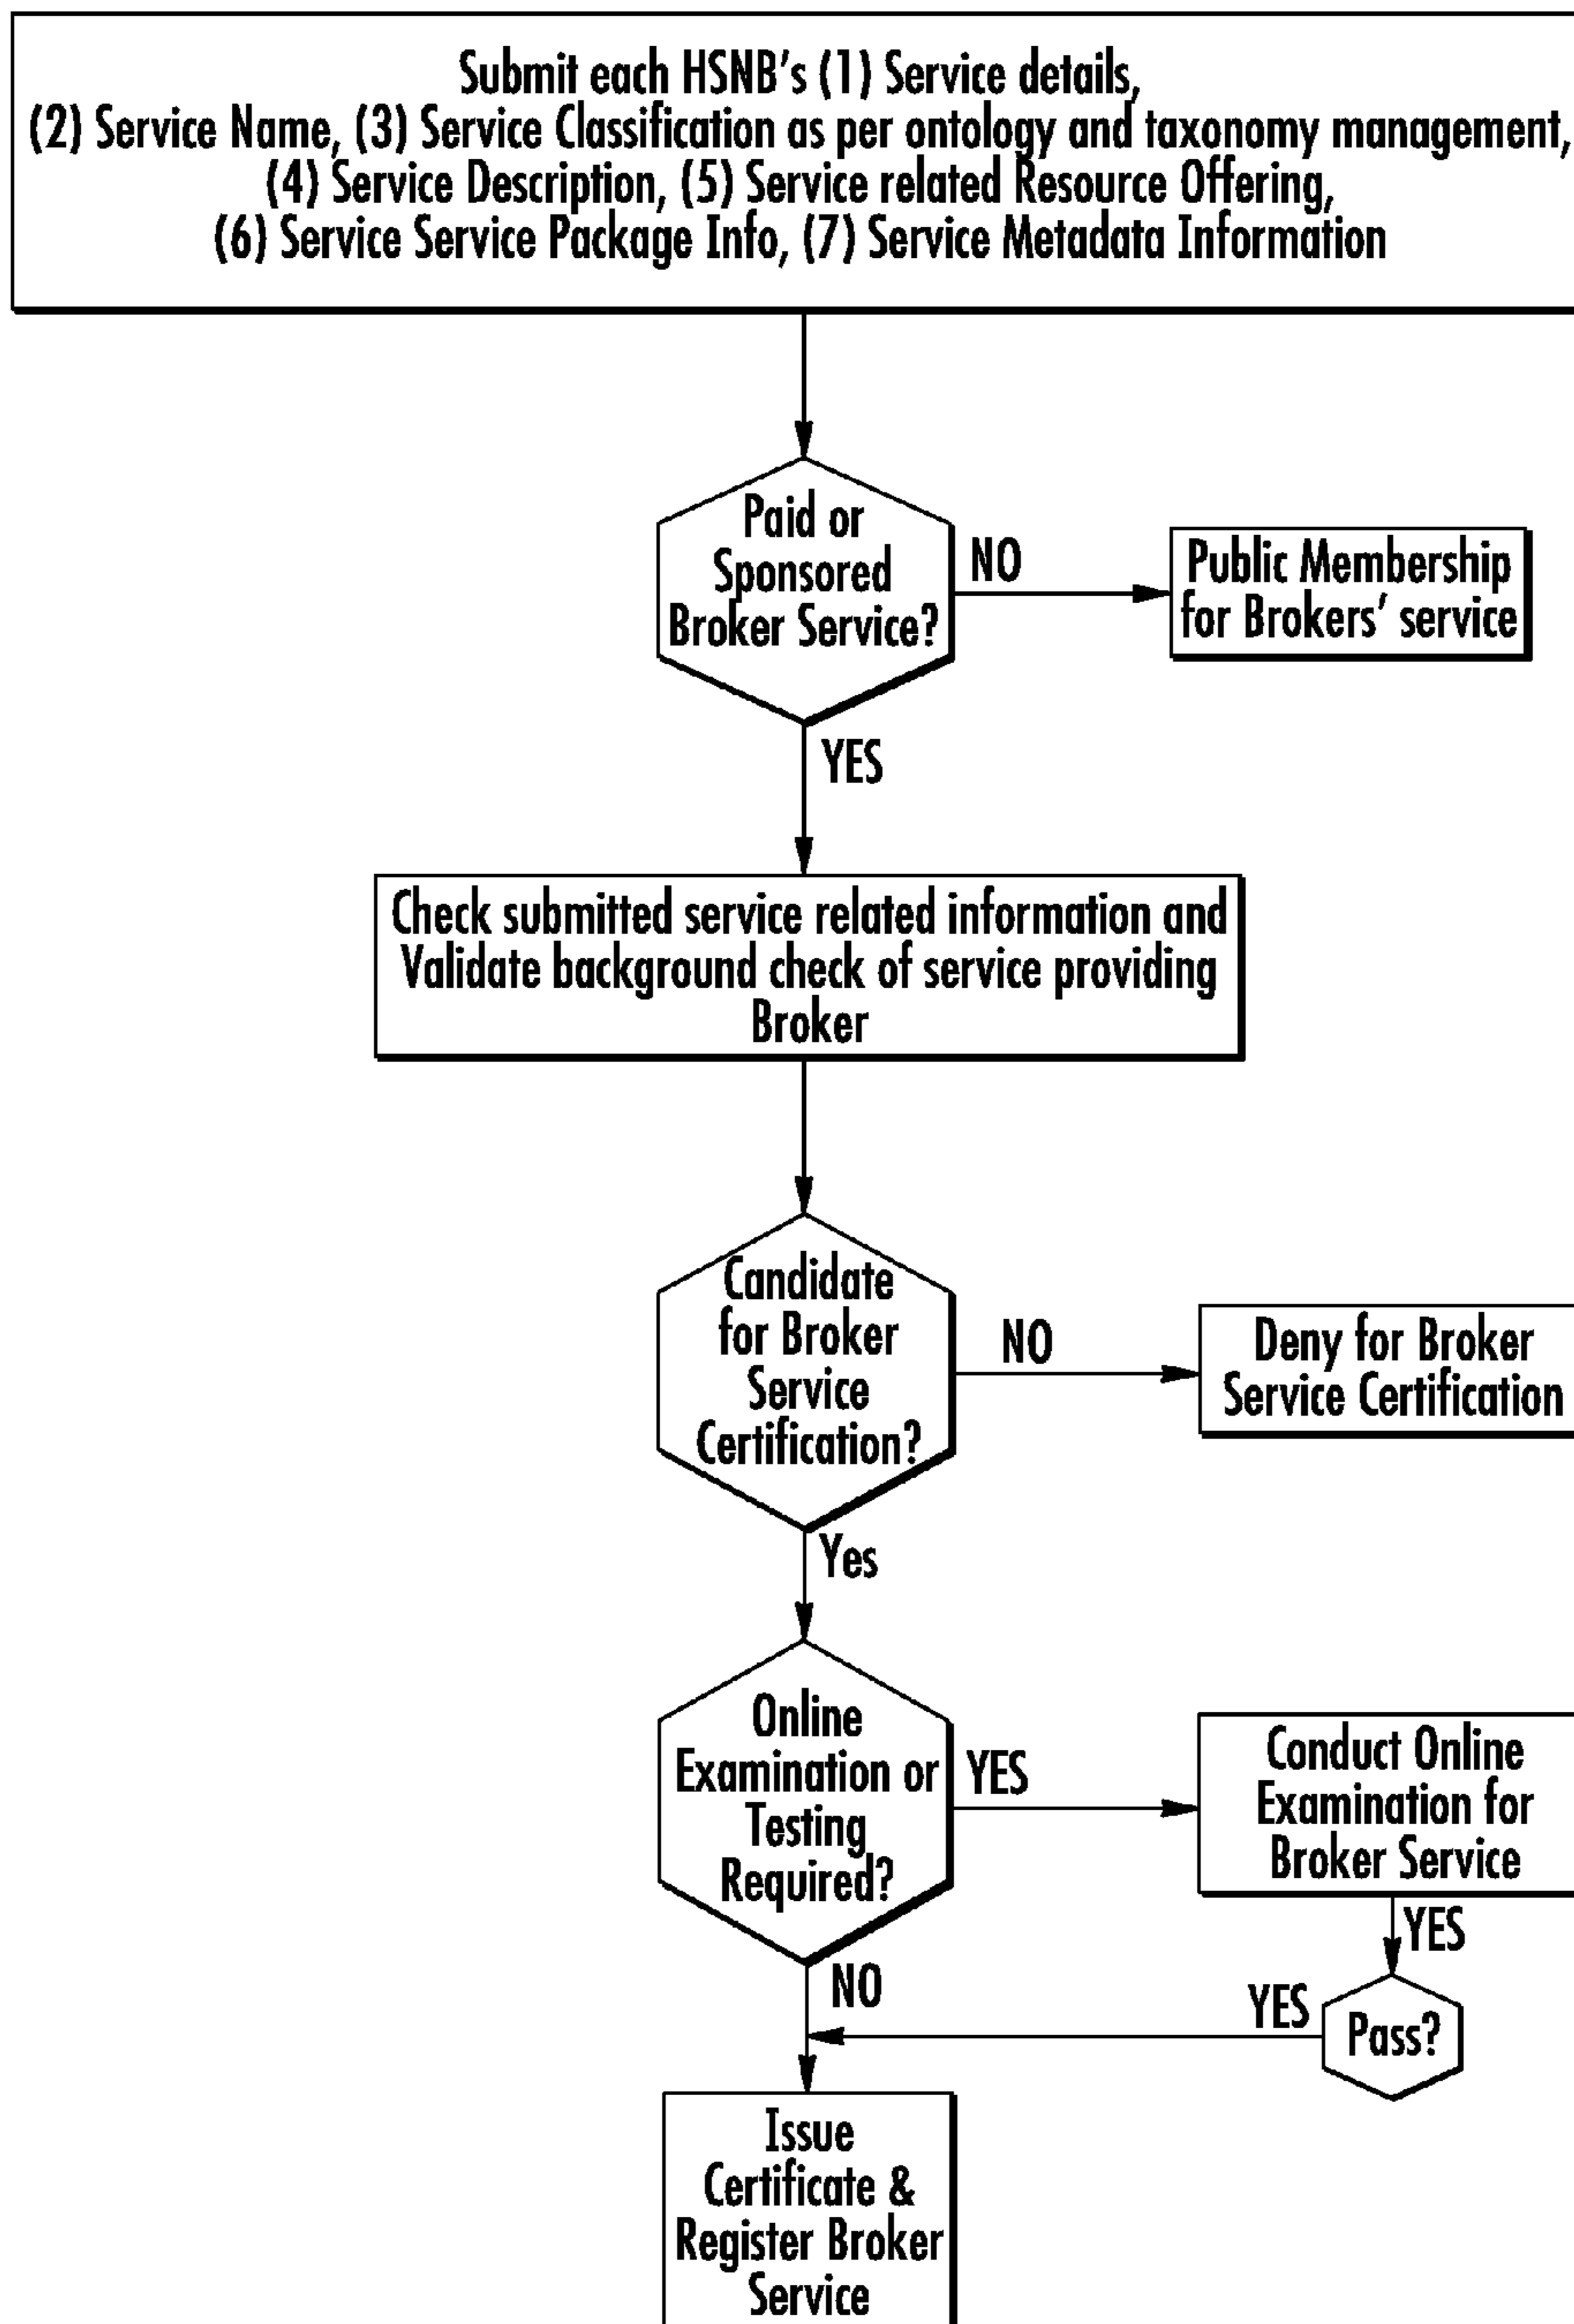 Submit each HSNB's (1) Service details,
(2) Service Name, (3) Service Classification as per ontology and taxonomy management,
(4) Service Description, (5) Service related Resource Offering,
(6) Service Service Package Info, (7) Service Metadata Information
Paid or
Sponsored
Broker Service?
NO
Public Membership
for Brokers' service
YES
Check submitted service related information and
Validate background check of service providing
Broker
Candidate
for Broker
Service
Certification?
NO
Deny for Broker
Service Certification
Yes
Online
Examination or
Testing
Required?
YES
Conduct Online
Examination for
Broker Service
YES
NO
YES
Pass?
Issue
Certificate &
Register Broker
Service